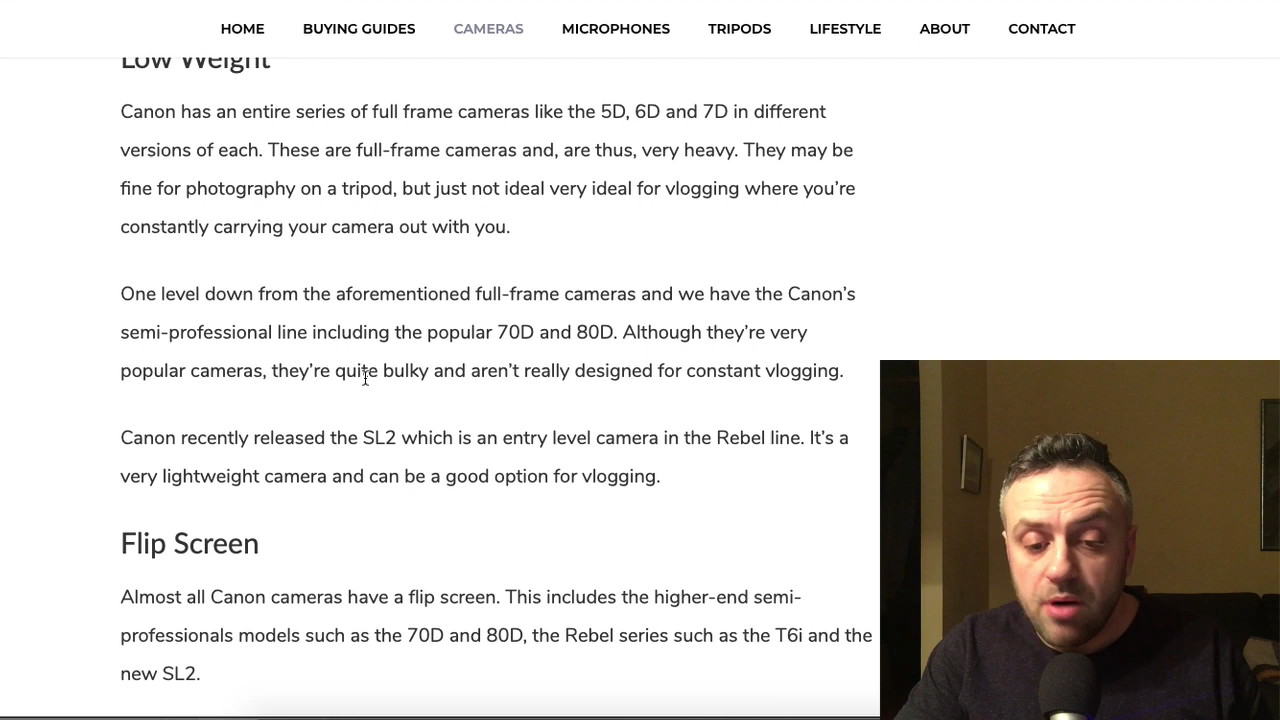 HOME BUYING GUIDES CAMERAS MICROPHONES TRIPODS LIFESTYLE ABOUT CONTACT
Low Weight
Canon has an entire series of full frame cameras like the 5D, 6D and 7D in different
versions of each. These are full-frame cameras and, are thus, very heavy. They may be
fine for photography on a tripod, but just not ideal very ideal for vlogging where you’re
constantly carrying your camera out with you.
One level down from the aforementioned full-frame cameras and we have the Canon’s
semi-professional line including the popular 70D and 80D. Although they’re very
popular cameras, they’re quite bulky and aren’t really designed for constant vlogging.
Canon recently released the SL2 which is an entry level camera in the Rebel line. It’s a
very lightweight camera and can be a good option for vlogging.
Flip Screen
Almost all Canon cameras have a flip screen. This includes the higher-end semi-
professionals models such as the 70D and 80D, the Rebel series such as the T6i and the
new SL2.